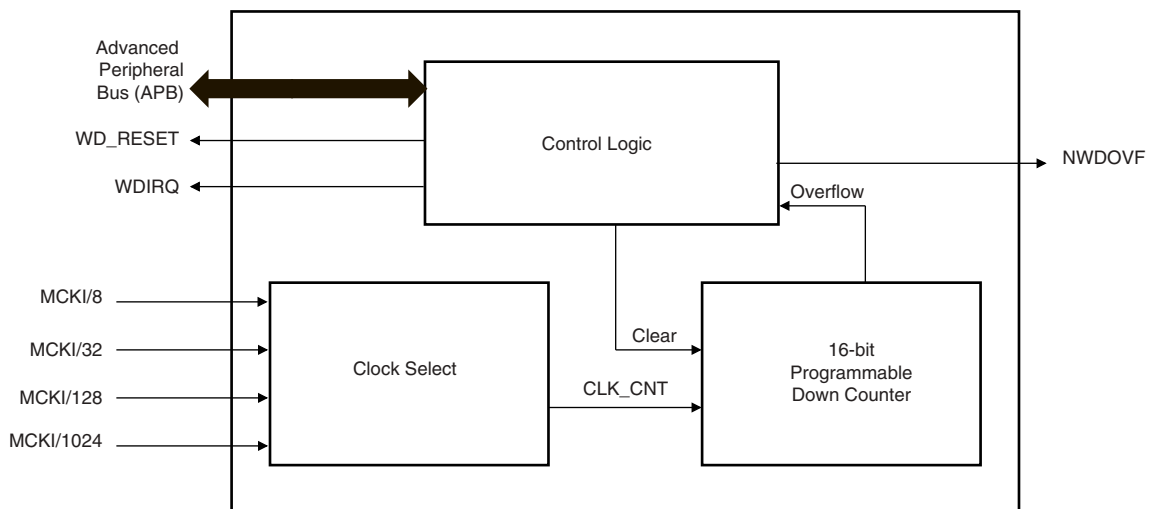 Advanced
Peripheral
Bus (APB)
WD_RESET
WDIRQ
Control Logic
NWDOVF
Overflow
MCKI/8
MCKI/32
MCKI/128
MCKI/1024
Clock Select
Clear
CLK_CNT
16-bit
Programmable
Down Counter